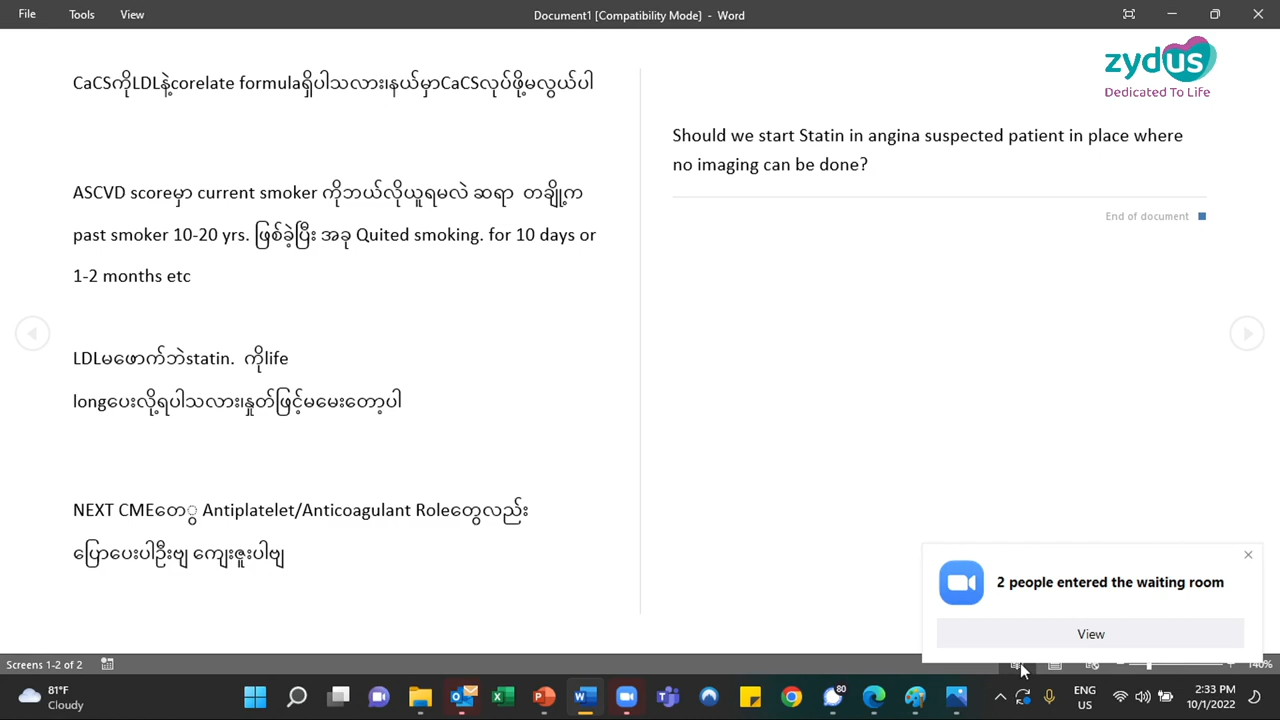 File
Tools
View
Document1 [Compatibility Mode] - Word
zydus
Dedicated To Life
CaCSကိုLDLနဲ့corelate formulaရှိပါသလား၊နယ်မှာCaCSလုပ်ဖို့မလွယ်ပါ
ASCVD scoreမှာ current smoker ကိုဘယ်လိုယူရမလဲ ဆရာ တချို့က
past smoker 10-20 yrs. ဖြစ်ခဲ့ပြီး အခု Quited smoking. for 10 days or
1-2 months etc
LDLမဖောက်ဘဲstatin. ကိုlife
longပေးလို့ရပါသလား၊နှုတ်ဖြင့်မမေးတော့ပါ
NEXT CMEတေွ Antiplatelet/Anticoagulant Roleတွေလည်း
ပြောပေးပါဦးဗျ ကျေးဇူးပါဗျ
Should we start Statin in angina suspected patient in place where
no imaging can be done?
End of document
2 people entered the waiting room
View
Screens 1-2 of 2
140%
81°F
Cloudy
80
ENG
US
2:33 PM
10/1/2022